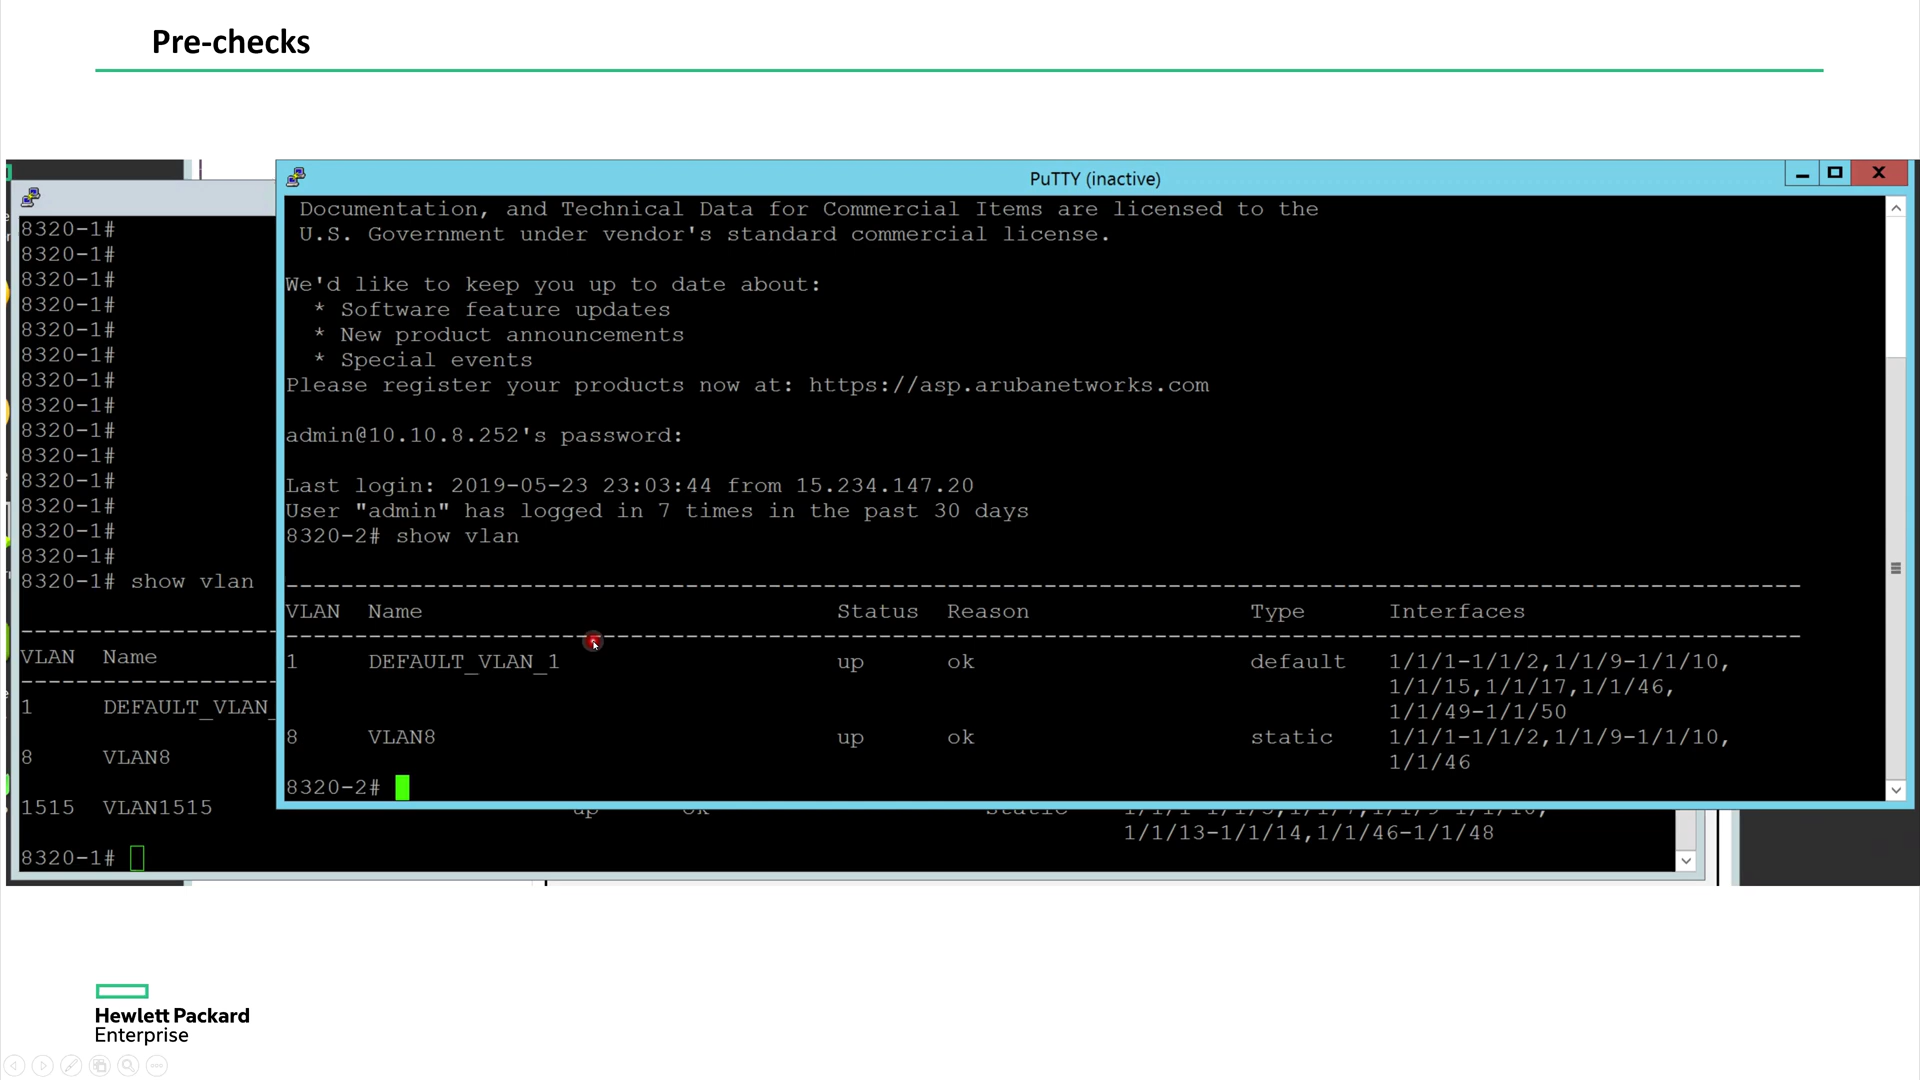 Pre-checks
PuTTY (inactive)
Documentation, and Technical Data for Commercial Items are licensed to the
U.S. Government under vendor's standard commercial license.
We'd like to keep you up to date about:
* Software feature updates
* New product announcements
* Special events
Please register your products now at: https://asp.arubanetworks.com
admin@10.10.8.252's password:
Last login: 2019-05-23 23:03:44 from 15.234.147.20
User "admin" has logged in 7 times in the past 30 days
8320-2# show vlan
VLAN Name Status Reason Type Interfaces
1 DEFAULT_VLAN_1 up ok default 1/1/1-1/1/2,1/1/9-1/1/10,
1/1/15,1/1/17,1/1/46,
1/1/49-1/1/50
8 VLAN8 up ok static 1/1/1-1/1/2,1/1/9-1/1/10,
1/1/46
8320-2#
8320-1#
8320-1#
8320-1#
8320-1#
8320-1#
8320-1#
8320-1#
8320-1#
8320-1#
8320-1#
8320-1#
8320-1#
8320-1#
8320-1#
8320-1# show vlan
VLAN Name
1 DEFAULT_VLAN_
8 VLAN8
1515 VLAN1515 up ok static
1/1/13-1/1/14,1/1/46-1/1/48
8320-1#
Hewlett Packard
Enterprise